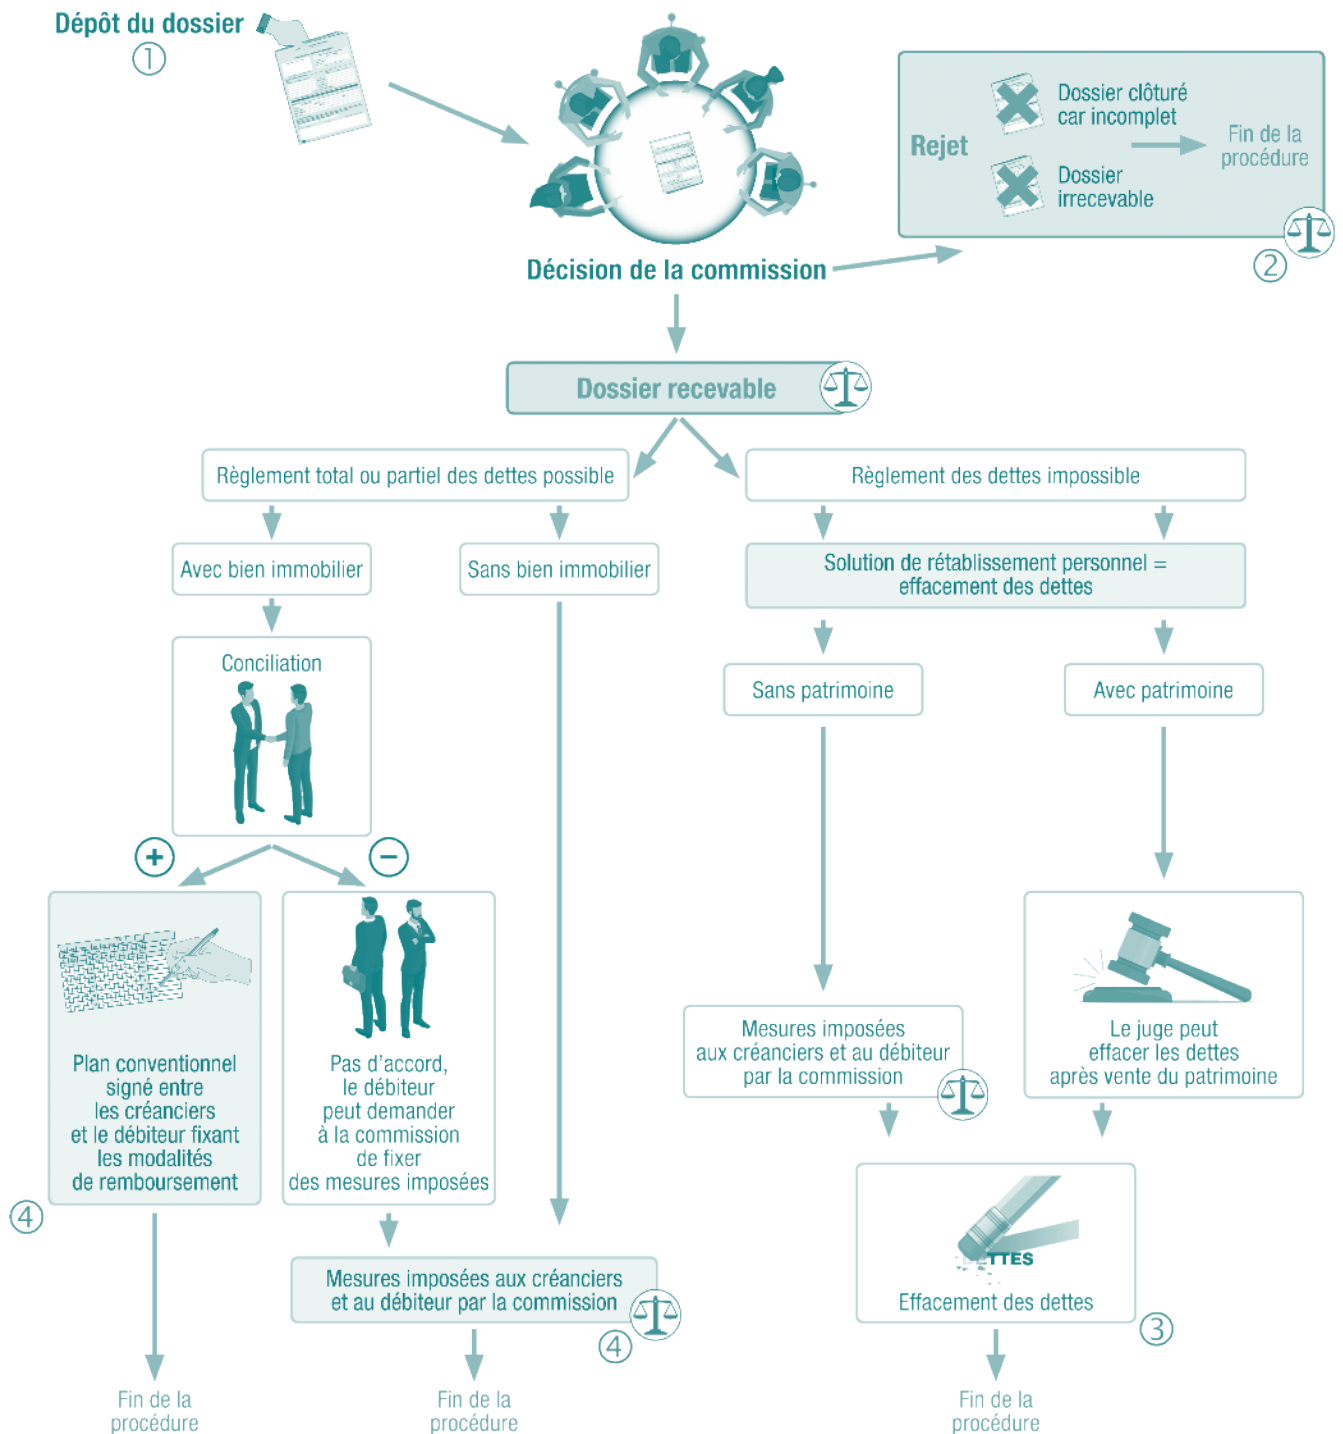 Dépôt du dossier
①
Rejet
Dossier clôturé
car incomplet
Dossier
irrecevable
Fin de la
procédure
②
Décision de la commission
Dossier recevable
Règlement total ou partiel des dettes possible
Règlement des dettes impossible
Avec bien immobilier
Sans bien immobilier
Solution de rétablissement personnel =
effacement des dettes
Conciliation
Sans patrimoine
Avec patrimoine
+
−
Plan conventionnel
signé entre
les créanciers
et le débiteur fixant
les modalités
de remboursement
④
Pas d’accord,
le débiteur
peut demander
à la commission
de fixer
des mesures imposées
Mesures imposées
aux créanciers et au débiteur
par la commission
Le juge peut
effacer les dettes
après vente du patrimoine
Mesures imposées aux créanciers
et au débiteur par la commission
④
DETTES
Effacement des dettes
③
Fin de la
procédure
Fin de la
procédure
Fin de la
procédure